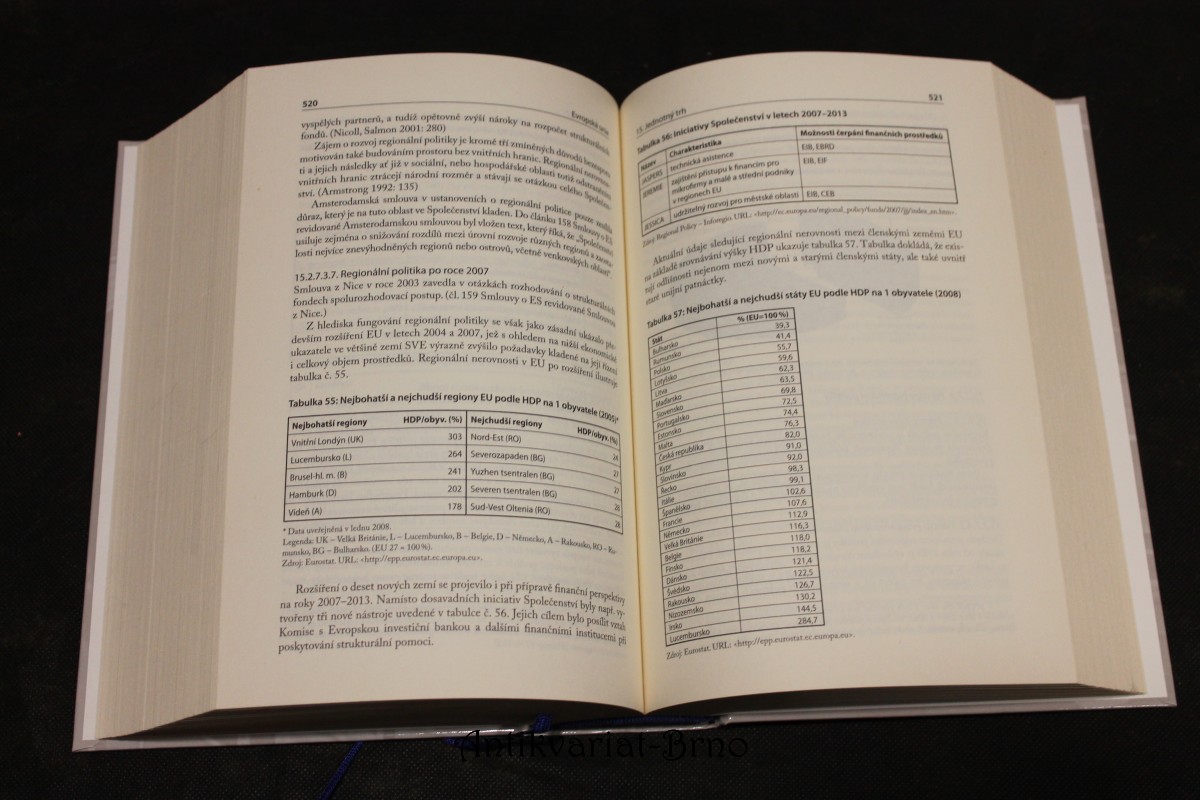 520
Evropská unie
vyspělých partnerů, a tudíž opětovně zvýší nároky na rozpočet strukturálních
fondů. (Nicoll, Salmon 2001: 280)
Zájem o rozvoj regionální politiky je kromě tří zmíněných důvodů
motivován také budováním prostoru bez vnitřních hranic. Regionální
ti a jejich následky ať již v sociální, nebo hospodářské oblasti totiž odstraněním
vnitřních hranic ztrácejí národní rozměr a stávají se otázkou celého Společen-
ství. (Armstrong 1992: 135)
Amsterodamská smlouva v ustanoveních o regionální politice pouze zesílila
důraz, který je na tuto oblast ve Společenství kladen. Do článku 158 Smlouvy o ES
revidované Amsterodamskou smlouvou byl vložen text, který říká, že „Společenství
usiluje zejména o snižování rozdílů mezi úrovní rozvoje různých regionů a zaosta-
losti nejvíce znevýhodněných regionů nebo ostrovů, včetně venkovských oblastí“.
15.2.7.3.7. Regionální politika po roce 2007
Smlouva z Nice v roce 2003 zavedla v otázkách rozhodování o strukturálních
fondech spolurozhodovací postup. (čl. 159 Smlouvy o ES revidované Smlouvou
z Nice.)
Z hlediska fungování regionální politiky se však jako zásadní ukázalo pře-
devším rozšíření EU v letech 2004 a 2007, jež s ohledem na nižší ekonomické
ukazatele ve většině zemí SVE výrazně zvýšilo požadavky kladené na její řízení
i celkový objem prostředků. Regionální nerovnosti v EU po rozšíření ilustruje
tabulka č. 55.
Tabulka 55: Nejbohatší a nejchudší regiony EU podle HDP na 1 obyvatele (2005)*
Nejbohatší regiony HDP/obyv. (%) Nejchudší regiony HDP/obyv. (%)
Vnitřní Londýn (UK) 303 Nord-Est (RO) 24
Lucembursko (L) 264 Severozapaden (BG) 27
Brusel-hl. m. (B) 241 Yuzhen tsentralen (BG) 27
Hamburk (D) 202 Severen tsentralen (BG) 28
Vídeň (A) 178 Sud-Vest Oltenia (RO) 28
* Data uveřejněná v lednu 2008.
Legenda: UK – Velká Británie, L – Lucembursko, B – Belgie, D – Německo, A – Rakousko, RO – Ru-
munsko, BG – Bulharsko. (EU 27 = 100 %).
Zdroj: Eurostat. URL: <http://epp.eurostat.ec.europa.eu>.
Rozšíření o deset nových zemí se projevilo i při přípravě finanční perspektivy
na roky 2007–2013. Namísto dosavadních iniciativ Společenství byly např. vy-
tvořeny tři nové nástroje uvedené v tabulce č. 56. Jejich cílem bylo posílit vztah
Komise s Evropskou investiční bankou a dalšími finančními institucemi při
poskytování strukturální pomoci.
15. Jednotný trh
521
Tabulka 56: Iniciativy Společenství v letech 2007–2013
Název Charakteristika Možnosti čerpání finančních prostředků
JASPERS technická asistence EIB, EBRD
JEREMIE zajištění přístupu k financím pro EIB, EIF
mikrofirmy a malé a střední podniky
v regionech EU
JESSICA udržitelný rozvoj pro městské oblasti EIB, CEB
Zdroj: Regional Policy – Inforegio. URL: <http://ec.europa.eu/regional_policy/funds/2007/jjj/index_en.htm>.
Aktuální údaje sledující regionální nerovnosti mezi členskými zeměmi EU
na základě srovnávání výšky HDP ukazuje tabulka 57. Tabulka dokládá, že exis-
tují odlišnosti nejenom mezi novými a starými členskými státy, ale také uvnitř
staré unijní patnáctky.
Tabulka 57: Nejbohatší a nejchudší státy EU podle HDP na 1 obyvatele (2008)
Stát % (EU=100 %)
Bulharsko 39,3
Rumunsko 41,4
Polsko 55,7
Lotyšsko 59,6
Litva 62,3
Maďarsko 63,5
Slovensko 69,8
Portugalsko 72,5
Estonsko 74,4
Malta 76,3
Česká republika 82,0
Kypr 91,0
Slovinsko 92,0
Řecko 98,3
Itálie 99,1
Španělsko 102,6
Francie 107,6
Německo 112,9
Velká Británie 116,3
Belgie 118,0
Finsko 118,2
Dánsko 121,4
Švédsko 122,5
Rakousko 126,7
Nizozemsko 130,2
Irsko 144,5
Lucembursko 284,7
Zdroj: Eurostat. URL: <http://epp.eurostat.ec.europa.eu>.
Antikvariat-Brno